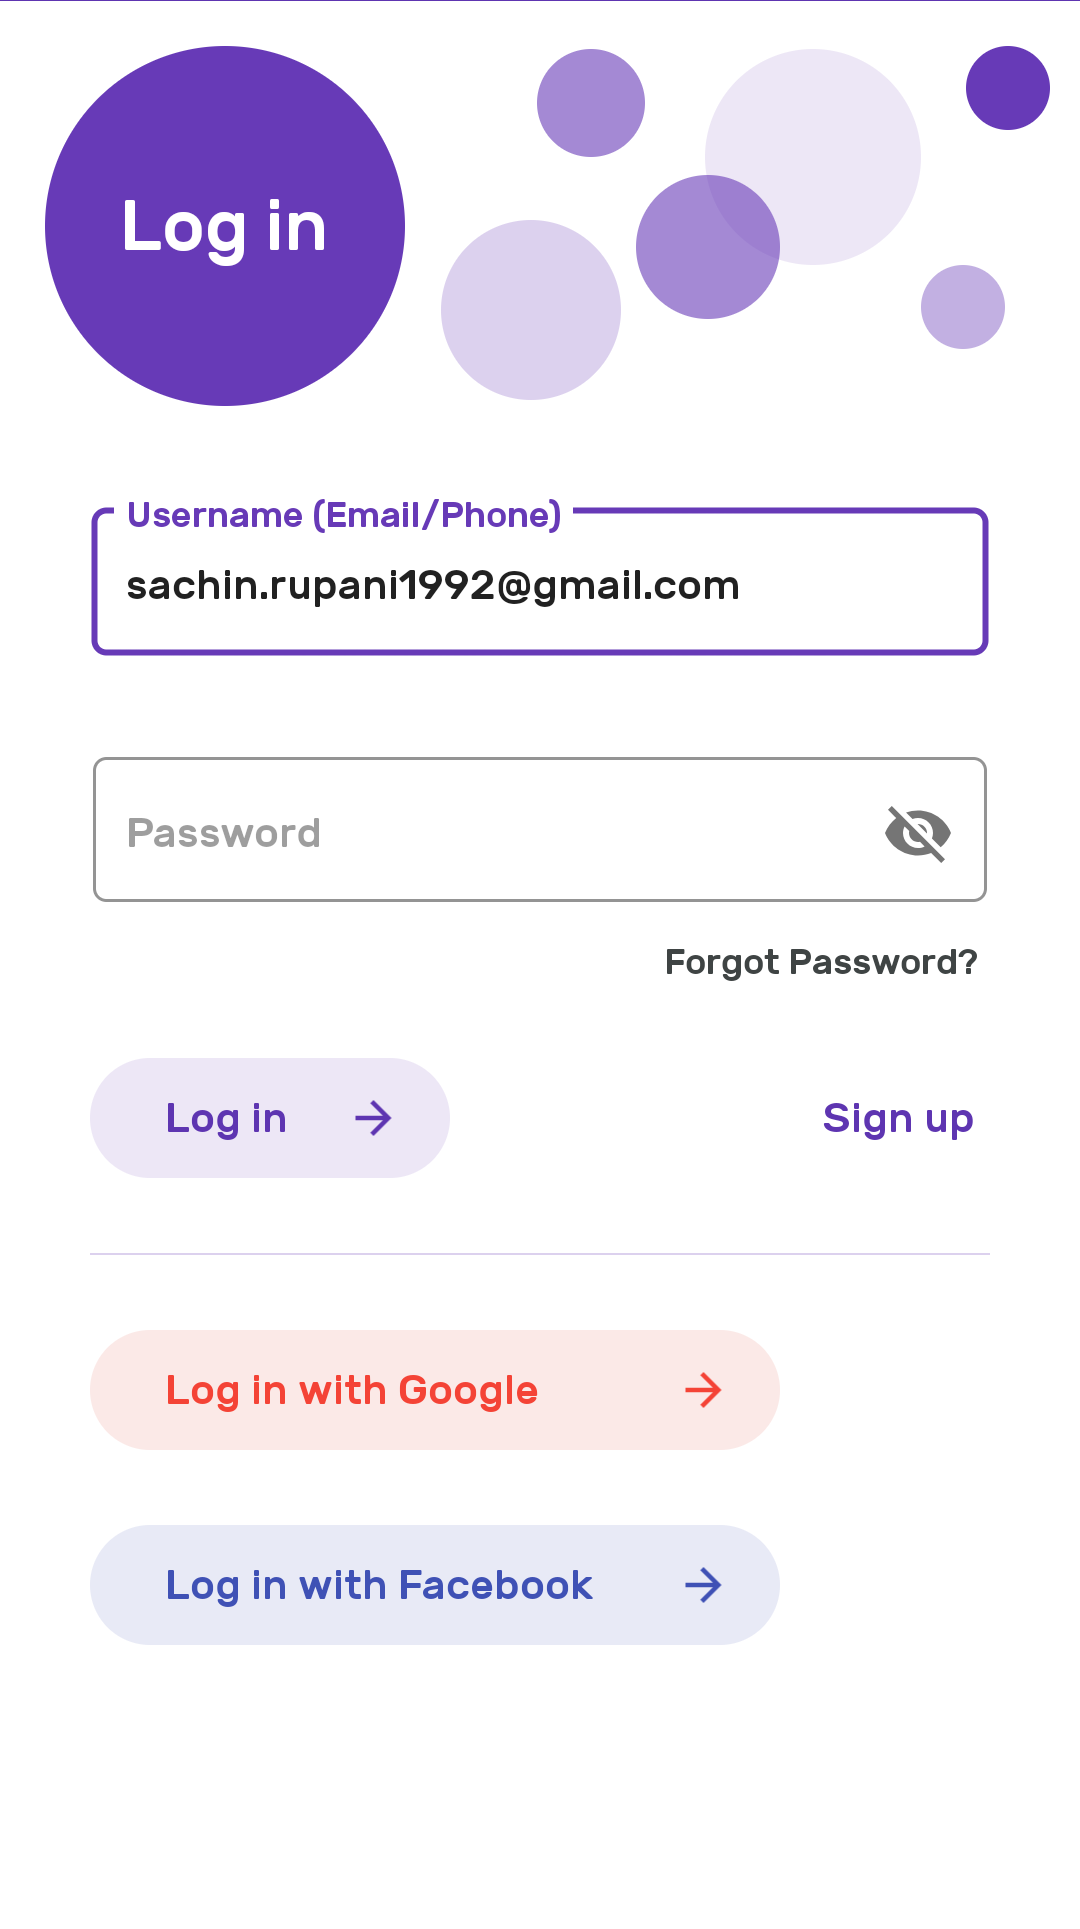 Log in
Username (Email/Phone)
sachin.rupani1992@gmail.com
Password
Forgot Password?
Log in
Sign up
Log in with Google
Log in with Facebook